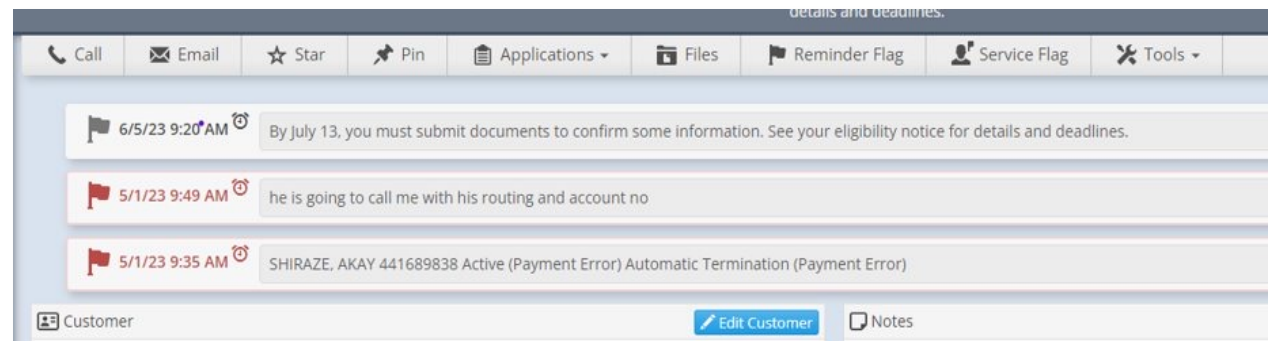 details and deadlines.
Call Email Star Pin Applications Files Reminder Flag Service Flag Tools
6/5/23 9:20 AM By July 13, you must submit documents to confirm some information. See your eligibility notice for details and deadlines.
5/1/23 9:49 AM he is going to call me with his routing and account no
5/1/23 9:35 AM SHIRAZE, AKAY 441689838 Active (Payment Error) Automatic Termination (Payment Error)
Customer Edit Customer Notes